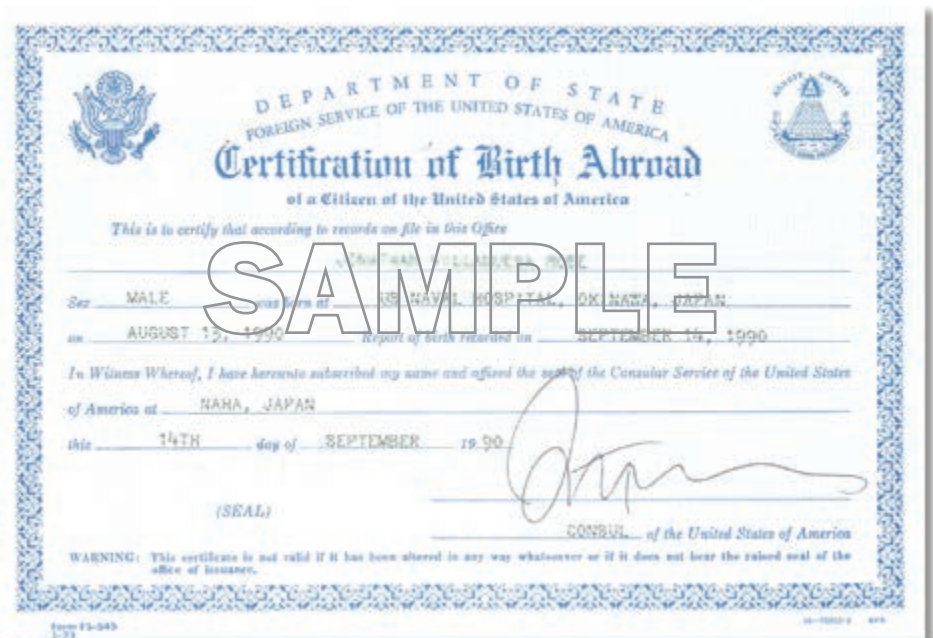 DEPARTMENT OF STATE
FOREIGN SERVICE OF THE UNITED STATES OF AMERICA
Certification of Birth Abroad
of a Citizen of the United States of America
This is to certify that according to records on file in this Office
JONATHAN
SAMPLE
Sex MALE was born at US NAVAL HOSPITAL, OKINAWA, JAPAN
on AUGUST 13, 1990 Report of birth recorded on SEPTEMBER 14, 1990
In Witness Whereof, I have hereunto subscribed my name and affixed the seal of the Consular Service of the United States
of America at NAHA, JAPAN
this 14TH day of SEPTEMBER 19 90
(SEAL)
CONSUL of the United States of America
WARNING: This certificate is not valid if it has been altered in any way whatsoever or if it does not bear the raised seal of the
office of issuance.
Form FS-545